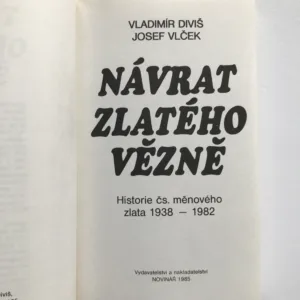 VLADIMÍR DIVIŠ
JOSEF VLČEK
NÁVRAT
ZLATÉHO
VĚZNĚ
Historie čs. měnového
zlata 1938 — 1982
Vydavatelství a nakladatelství
NOVINÁŘ 1985